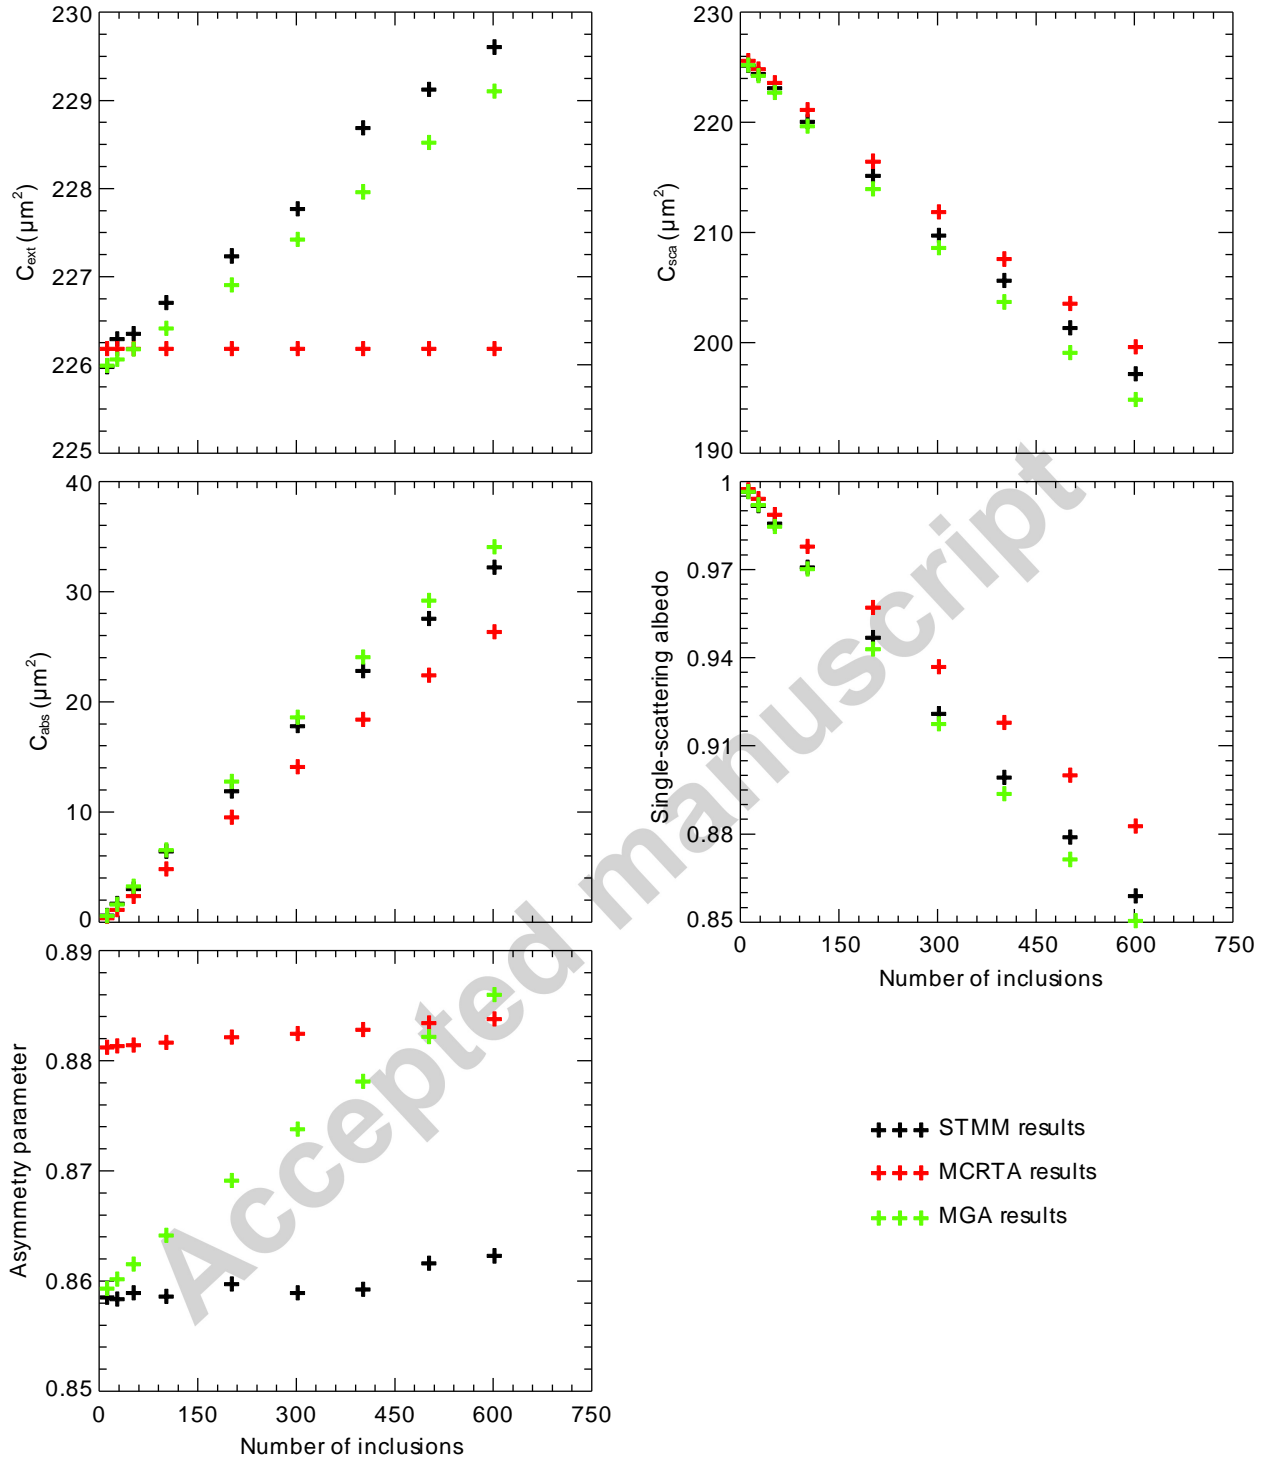 230
229
228
227
226
225
C_ext (μm²)
230
220
210
200
190
C_sca (μm²)
40
30
20
10
0
C_abs (μm²)
1
0.97
0.94
0.91
0.88
0.85
Single-scattering albedo
0 150 300 450 600 750
Number of inclusions
0.89
0.88
0.87
0.86
0.85
Asymmetry parameter
0 150 300 450 600 750
Number of inclusions
STMM results
MCRTA results
MGA results
Accepted manuscript